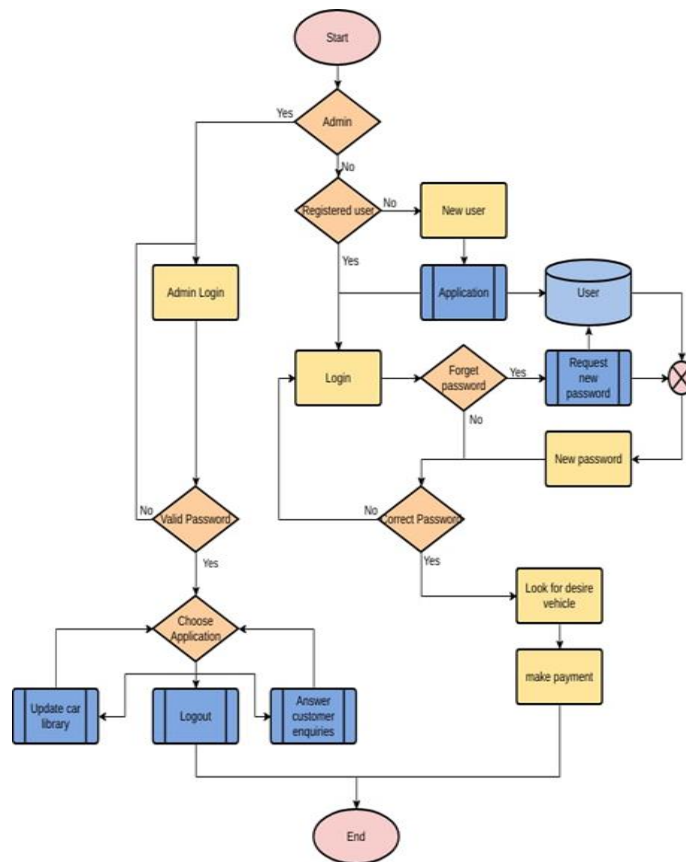 Start
Yes
Admin
No
Registered user
No
New user
Yes
Admin Login
Application
User
Login
Forget
password
Yes
Request
new
password
No
New password
No
Valid Password
No
Correct Password
Yes
Yes
Look for desire
vehicle
Choose
Application
make payment
Update car
library
Logout
Answer
customer
enquiries
End